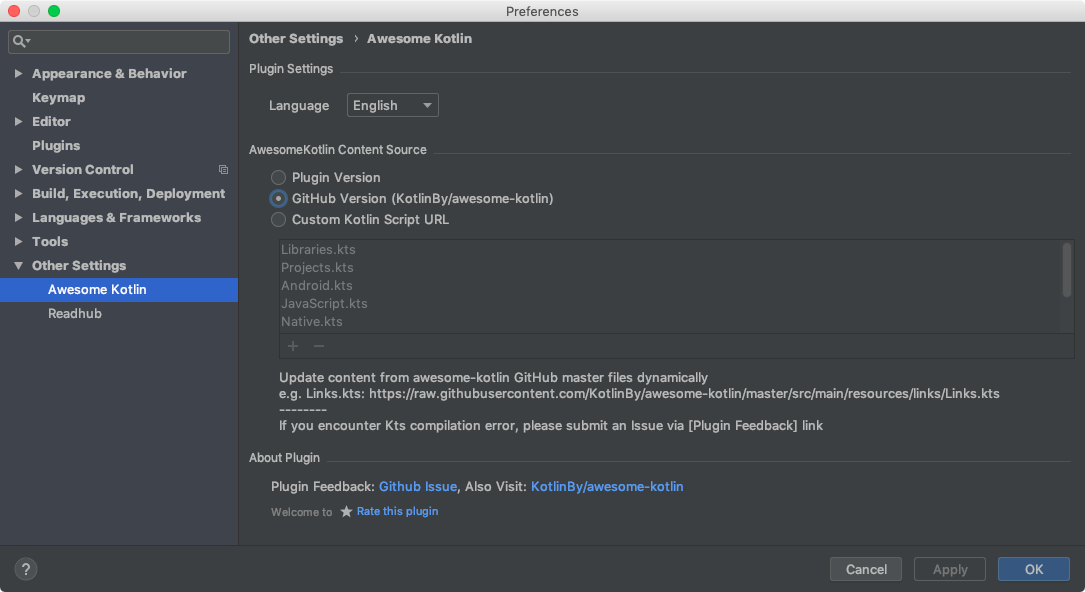 Preferences
Appearance & Behavior
Keymap
Editor
Plugins
Version Control
Build, Execution, Deployment
Languages & Frameworks
Tools
Other Settings
Awesome Kotlin
Readhub
Other Settings › Awesome Kotlin
Plugin Settings
Language English
AwesomeKotlin Content Source
Plugin Version
GitHub Version (KotlinBy/awesome-kotlin)
Custom Kotlin Script URL
Libraries.kts
Projects.kts
Android.kts
JavaScript.kts
Native.kts
+ −
Update content from awesome-kotlin GitHub master files dynamically
e.g. Links.kts: https://raw.githubusercontent.com/KotlinBy/awesome-kotlin/master/src/main/resources/links/Links.kts
--------
If you encounter Kts compilation error, please submit an Issue via [Plugin Feedback] link
About Plugin
Plugin Feedback: Github Issue, Also Visit: KotlinBy/awesome-kotlin
Welcome to ★ Rate this plugin
? Cancel Apply OK